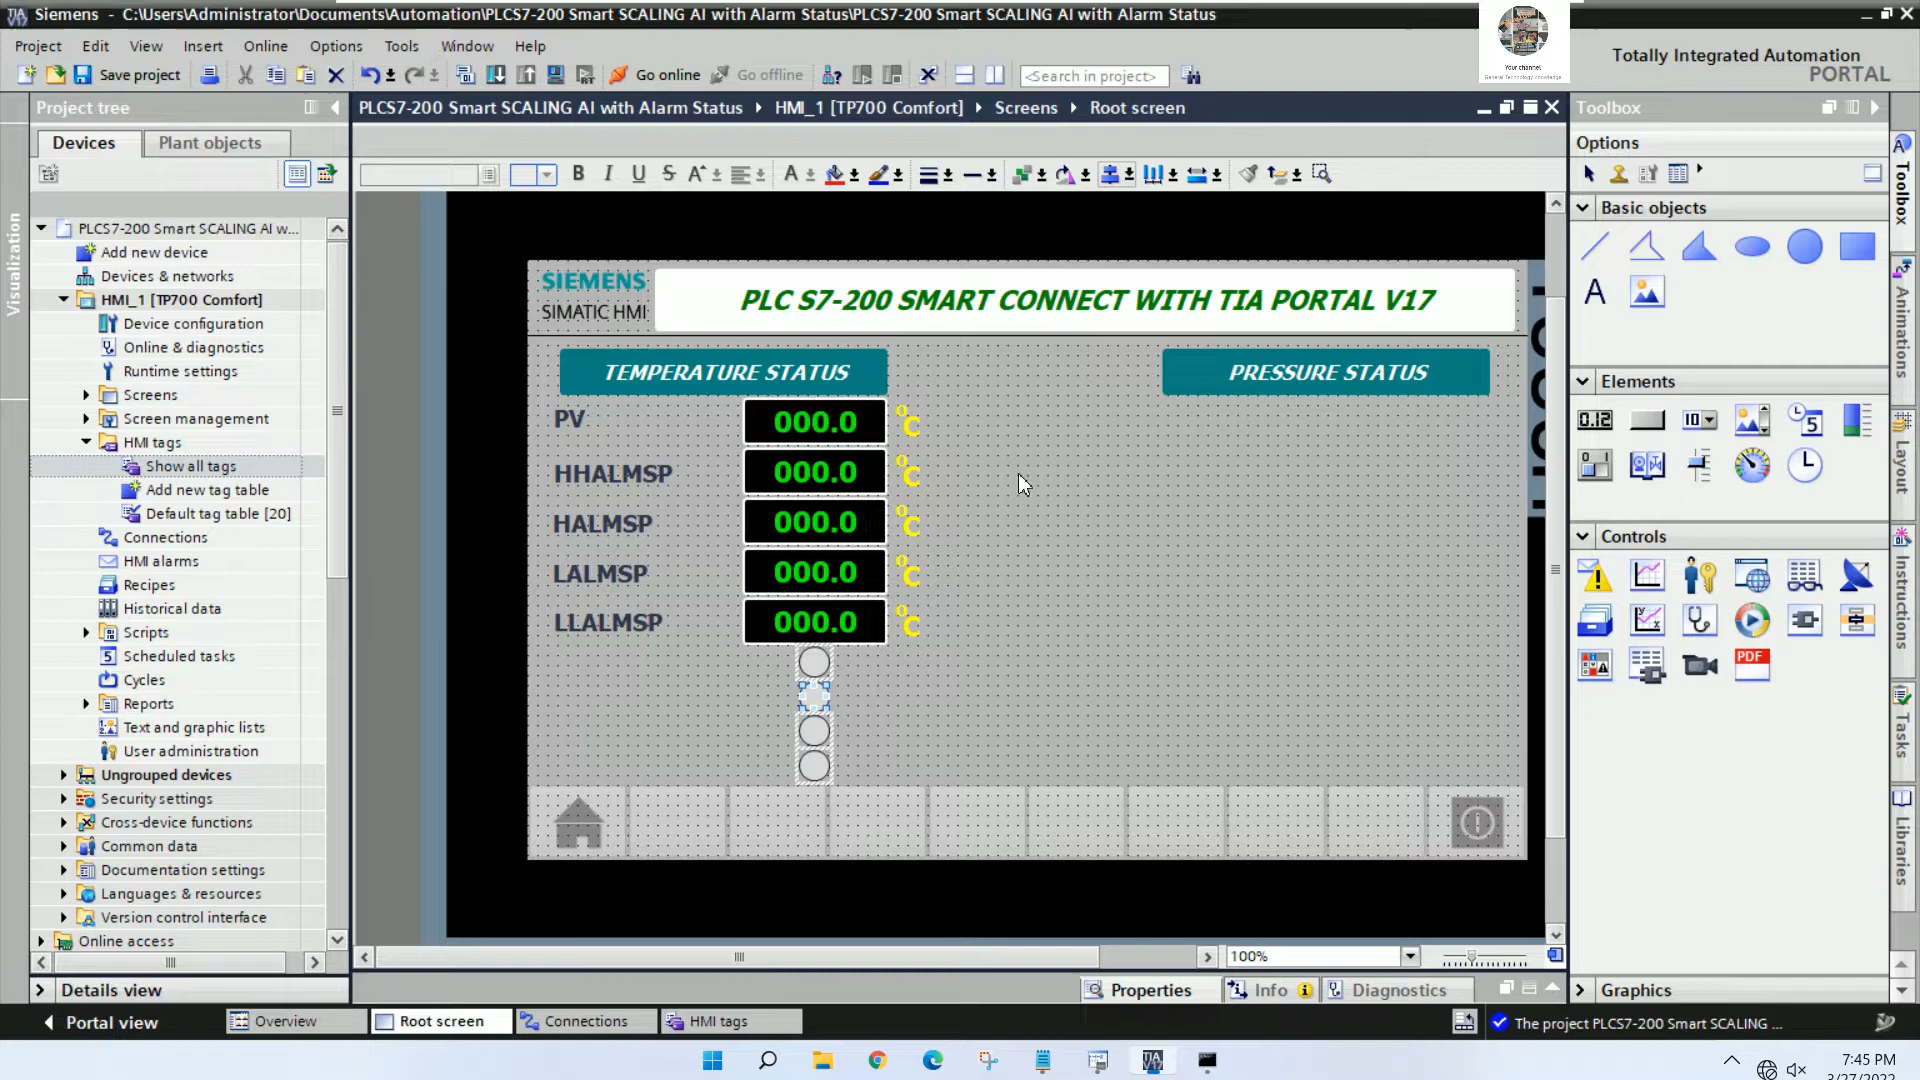 Siemens - C:\Users\Administrator\Documents\Automation\PLCS7-200 Smart SCALING AI with Alarm Status\PLCS7-200 Smart SCALING AI with Alarm Status
Your channel
General Technology Knowledge
Project Edit View Insert Online Options Tools Window Help
Totally Integrated Automation
PORTAL
Save project Go online Go offline <Search in project>
Project tree
PLCS7-200 Smart SCALING AI with Alarm Status HMI_1 [TP700 Comfort] Screens Root screen
Toolbox
Devices Plant objects
Options
Visualization
PLCS7-200 Smart SCALING AI w...
Add new device
Devices & networks
HMI_1 [TP700 Comfort]
Device configuration
Online & diagnostics
Runtime settings
Screens
Screen management
HMI tags
Show all tags
Add new tag table
Default tag table [20]
Connections
HMI alarms
Recipes
Historical data
Scripts
Scheduled tasks
Cycles
Reports
Text and graphic lists
User administration
Ungrouped devices
Security settings
Cross-device functions
Common data
Documentation settings
Languages & resources
Version control interface
Online access
Details view
SIEMENS
SIMATIC HMI
PLC S7-200 SMART CONNECT WITH TIA PORTAL V17
TEMPERATURE STATUS
PRESSURE STATUS
PV 000.0 °C
HHALMSP 000.0 °C
HALMSP 000.0 °C
LALMSP 000.0 °C
LLALMSP 000.0 °C
100%
Properties Info Diagnostics
Basic objects
A
Elements
0.12
10
5
Controls
PDF
Graphics
Toolbox
Animations
Layout
Instructions
Tasks
Libraries
Portal view Overview Root screen Connections HMI tags
The project PLCS7-200 Smart SCALING ...
7:45 PM
3/27/2022